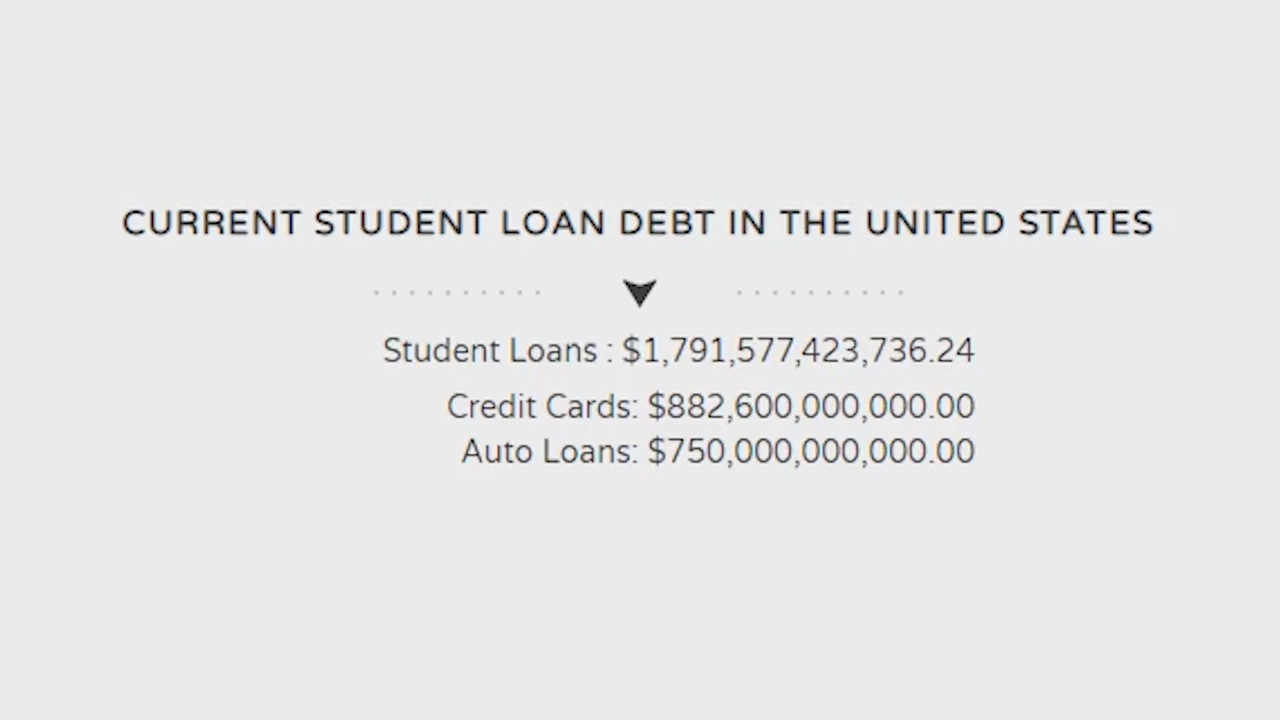 CURRENT STUDENT LOAN DEBT IN THE UNITED STATES
Student Loans : $1,791,577,423,736.24
Credit Cards: $882,600,000,000.00
Auto Loans: $750,000,000,000.00